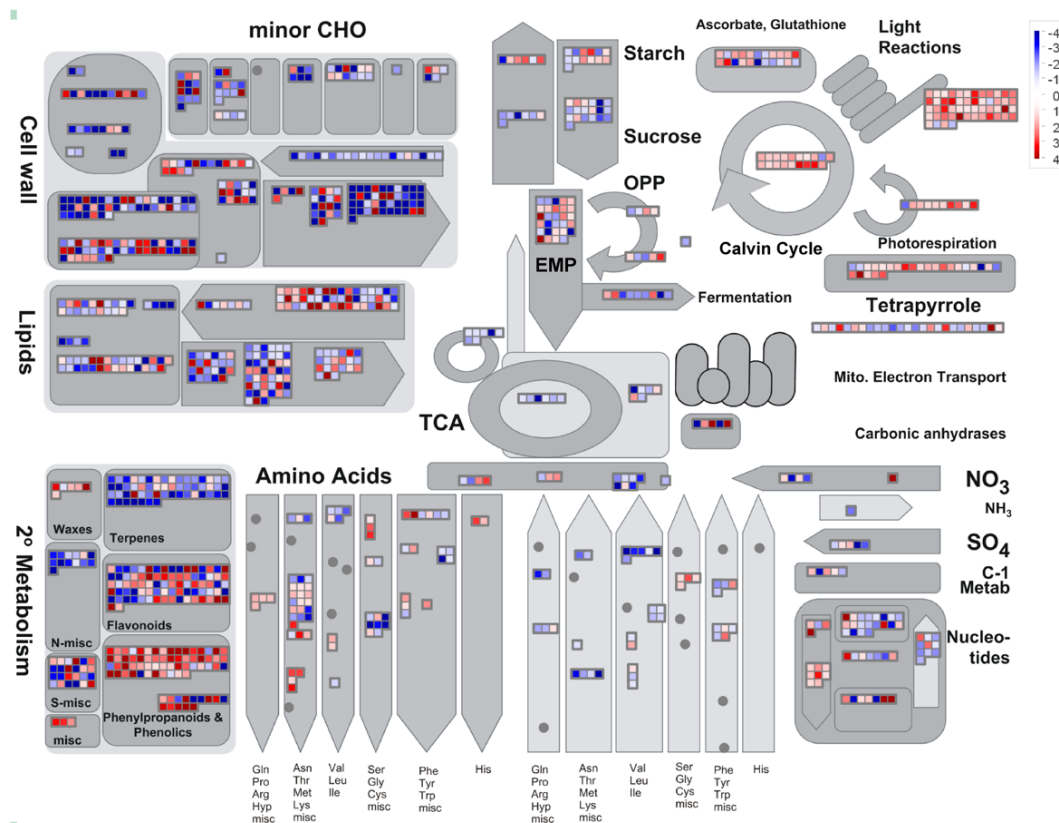 minor CHO
Ascorbate, Glutathione
Light
Reactions
-4
-3
-2
-1
0
1
2
3
4
Starch
Sucrose
Cell wall
OPP
EMP
Calvin Cycle
Photorespiration
Fermentation
Tetrapyrrole
Lipids
Mito. Electron Transport
TCA
Carbonic anhydrases
Amino Acids
NO3
NH3
SO4
C-1
Metab
Nucleo-
tides
2º Metabolism
Waxes
Terpenes
N-misc
Flavonoids
S-misc
Phenylpropanoids &
Phenolics
misc
Gln
Pro
Arg
Hyp
misc
Asn
Thr
Met
Lys
misc
Val
Leu
Ile
Ser
Gly
Cys
misc
Phe
Tyr
Trp
misc
His
Gln
Pro
Arg
Hyp
misc
Asn
Thr
Met
Lys
misc
Val
Leu
Ile
Ser
Gly
Cys
misc
Phe
Tyr
Trp
misc
His